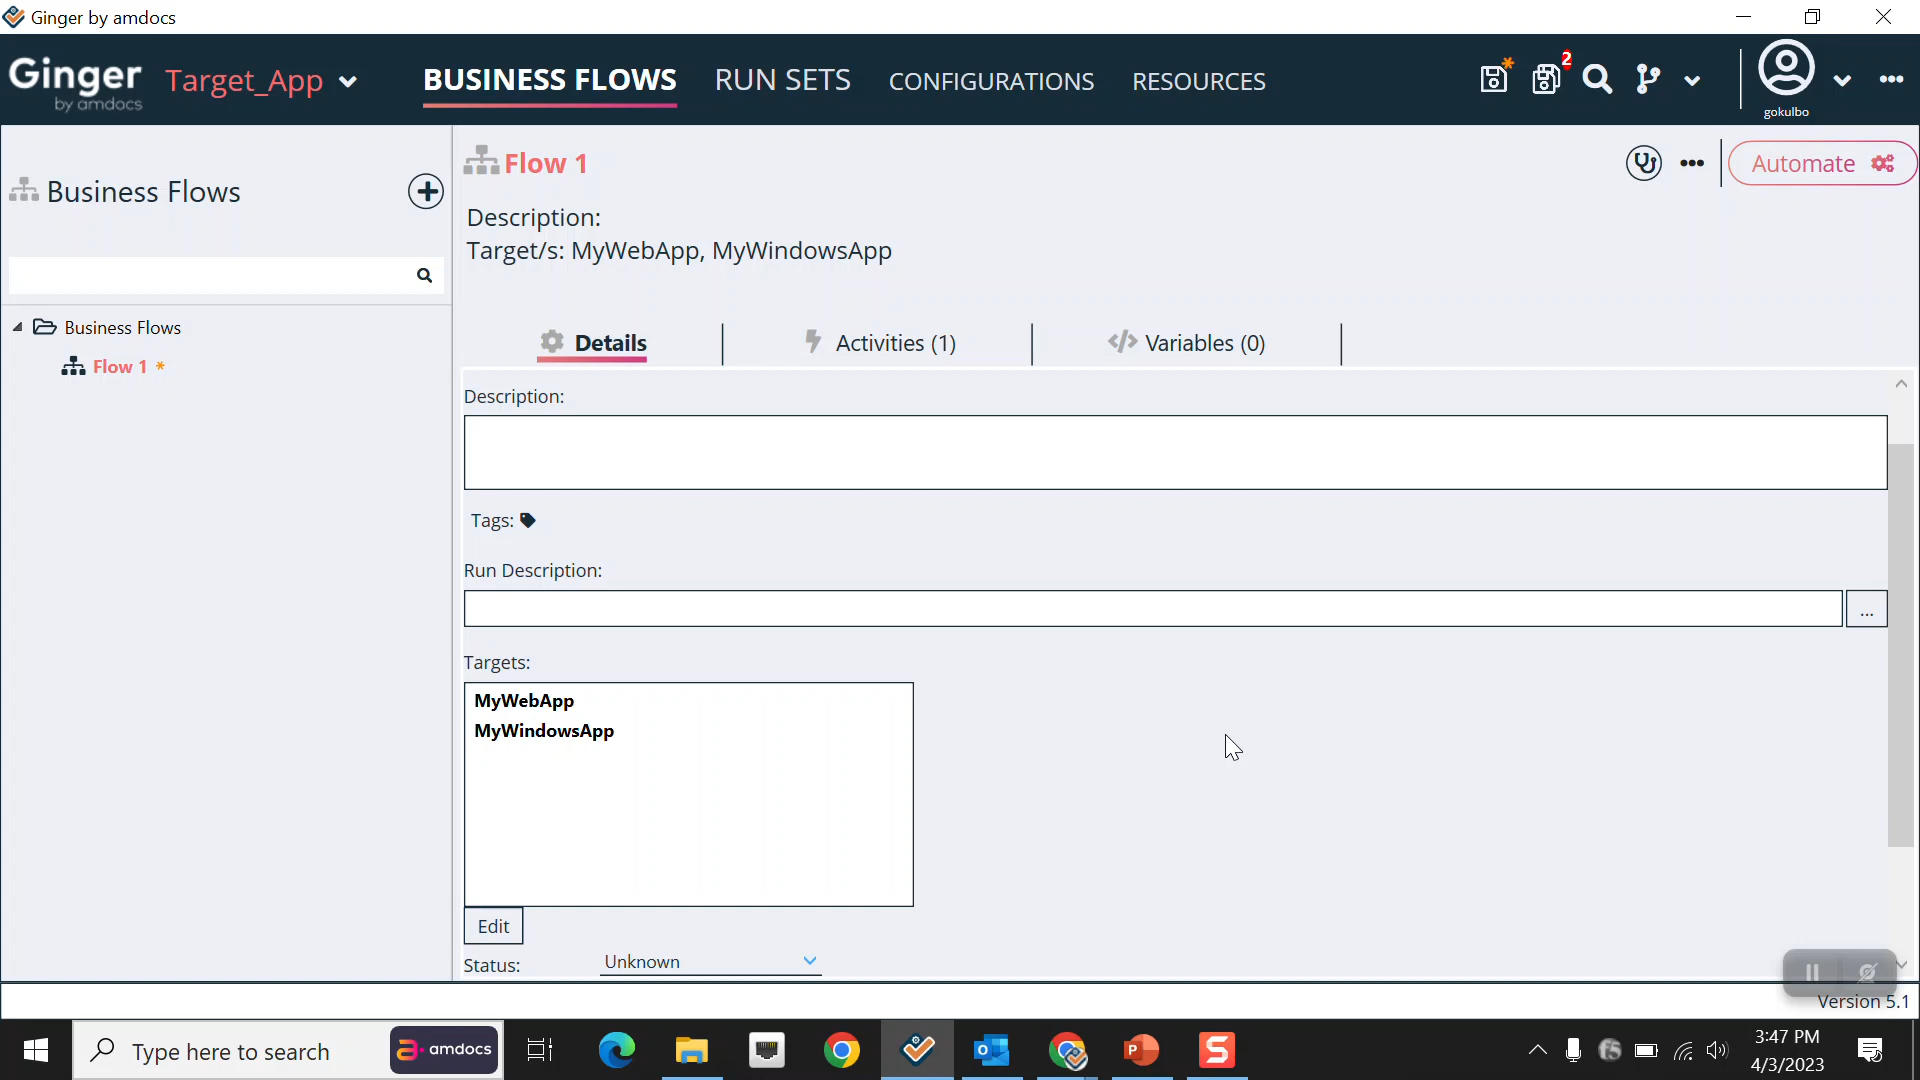 Ginger by amdocs
Ginger
by amdocs
Target_App
BUSINESS FLOWS
RUN SETS
CONFIGURATIONS
RESOURCES
2
gokulbo
Business Flows
Business Flows
Flow 1 *
Flow 1
Automate
Description:
Target/s: MyWebApp, MyWindowsApp
Details
Activities (1)
Variables (0)
Description:
Tags:
Run Description:
...
Targets:
MyWebApp
MyWindowsApp
Edit
Status:
Unknown
Version 5.1
Type here to search
amdocs
3:47 PM
4/3/2023